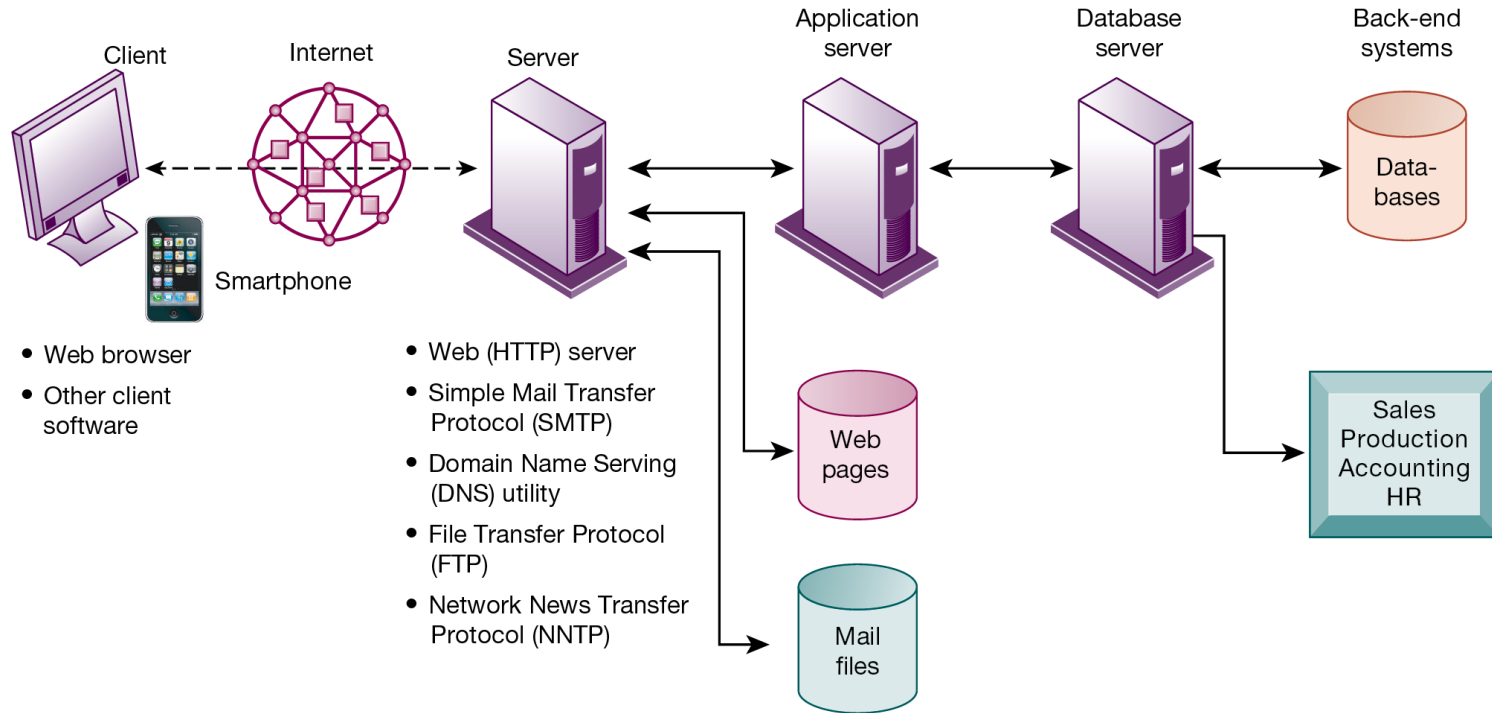 Client
Internet
Server
Application
server
Database
server
Back-end
systems
Data-
bases
Smartphone
• Web browser
• Other client
software
• Web (HTTP) server
• Simple Mail Transfer
Protocol (SMTP)
• Domain Name Serving
(DNS) utility
• File Transfer Protocol
(FTP)
• Network News Transfer
Protocol (NNTP)
Web
pages
Mail
files
Sales
Production
Accounting
HR